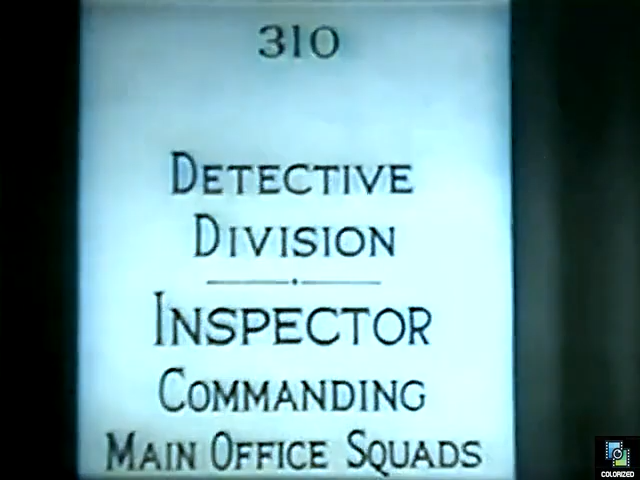 310
DETECTIVE
DIVISION
INSPECTOR
COMMANDING
MAIN OFFICE SQUADS
COLORIZED